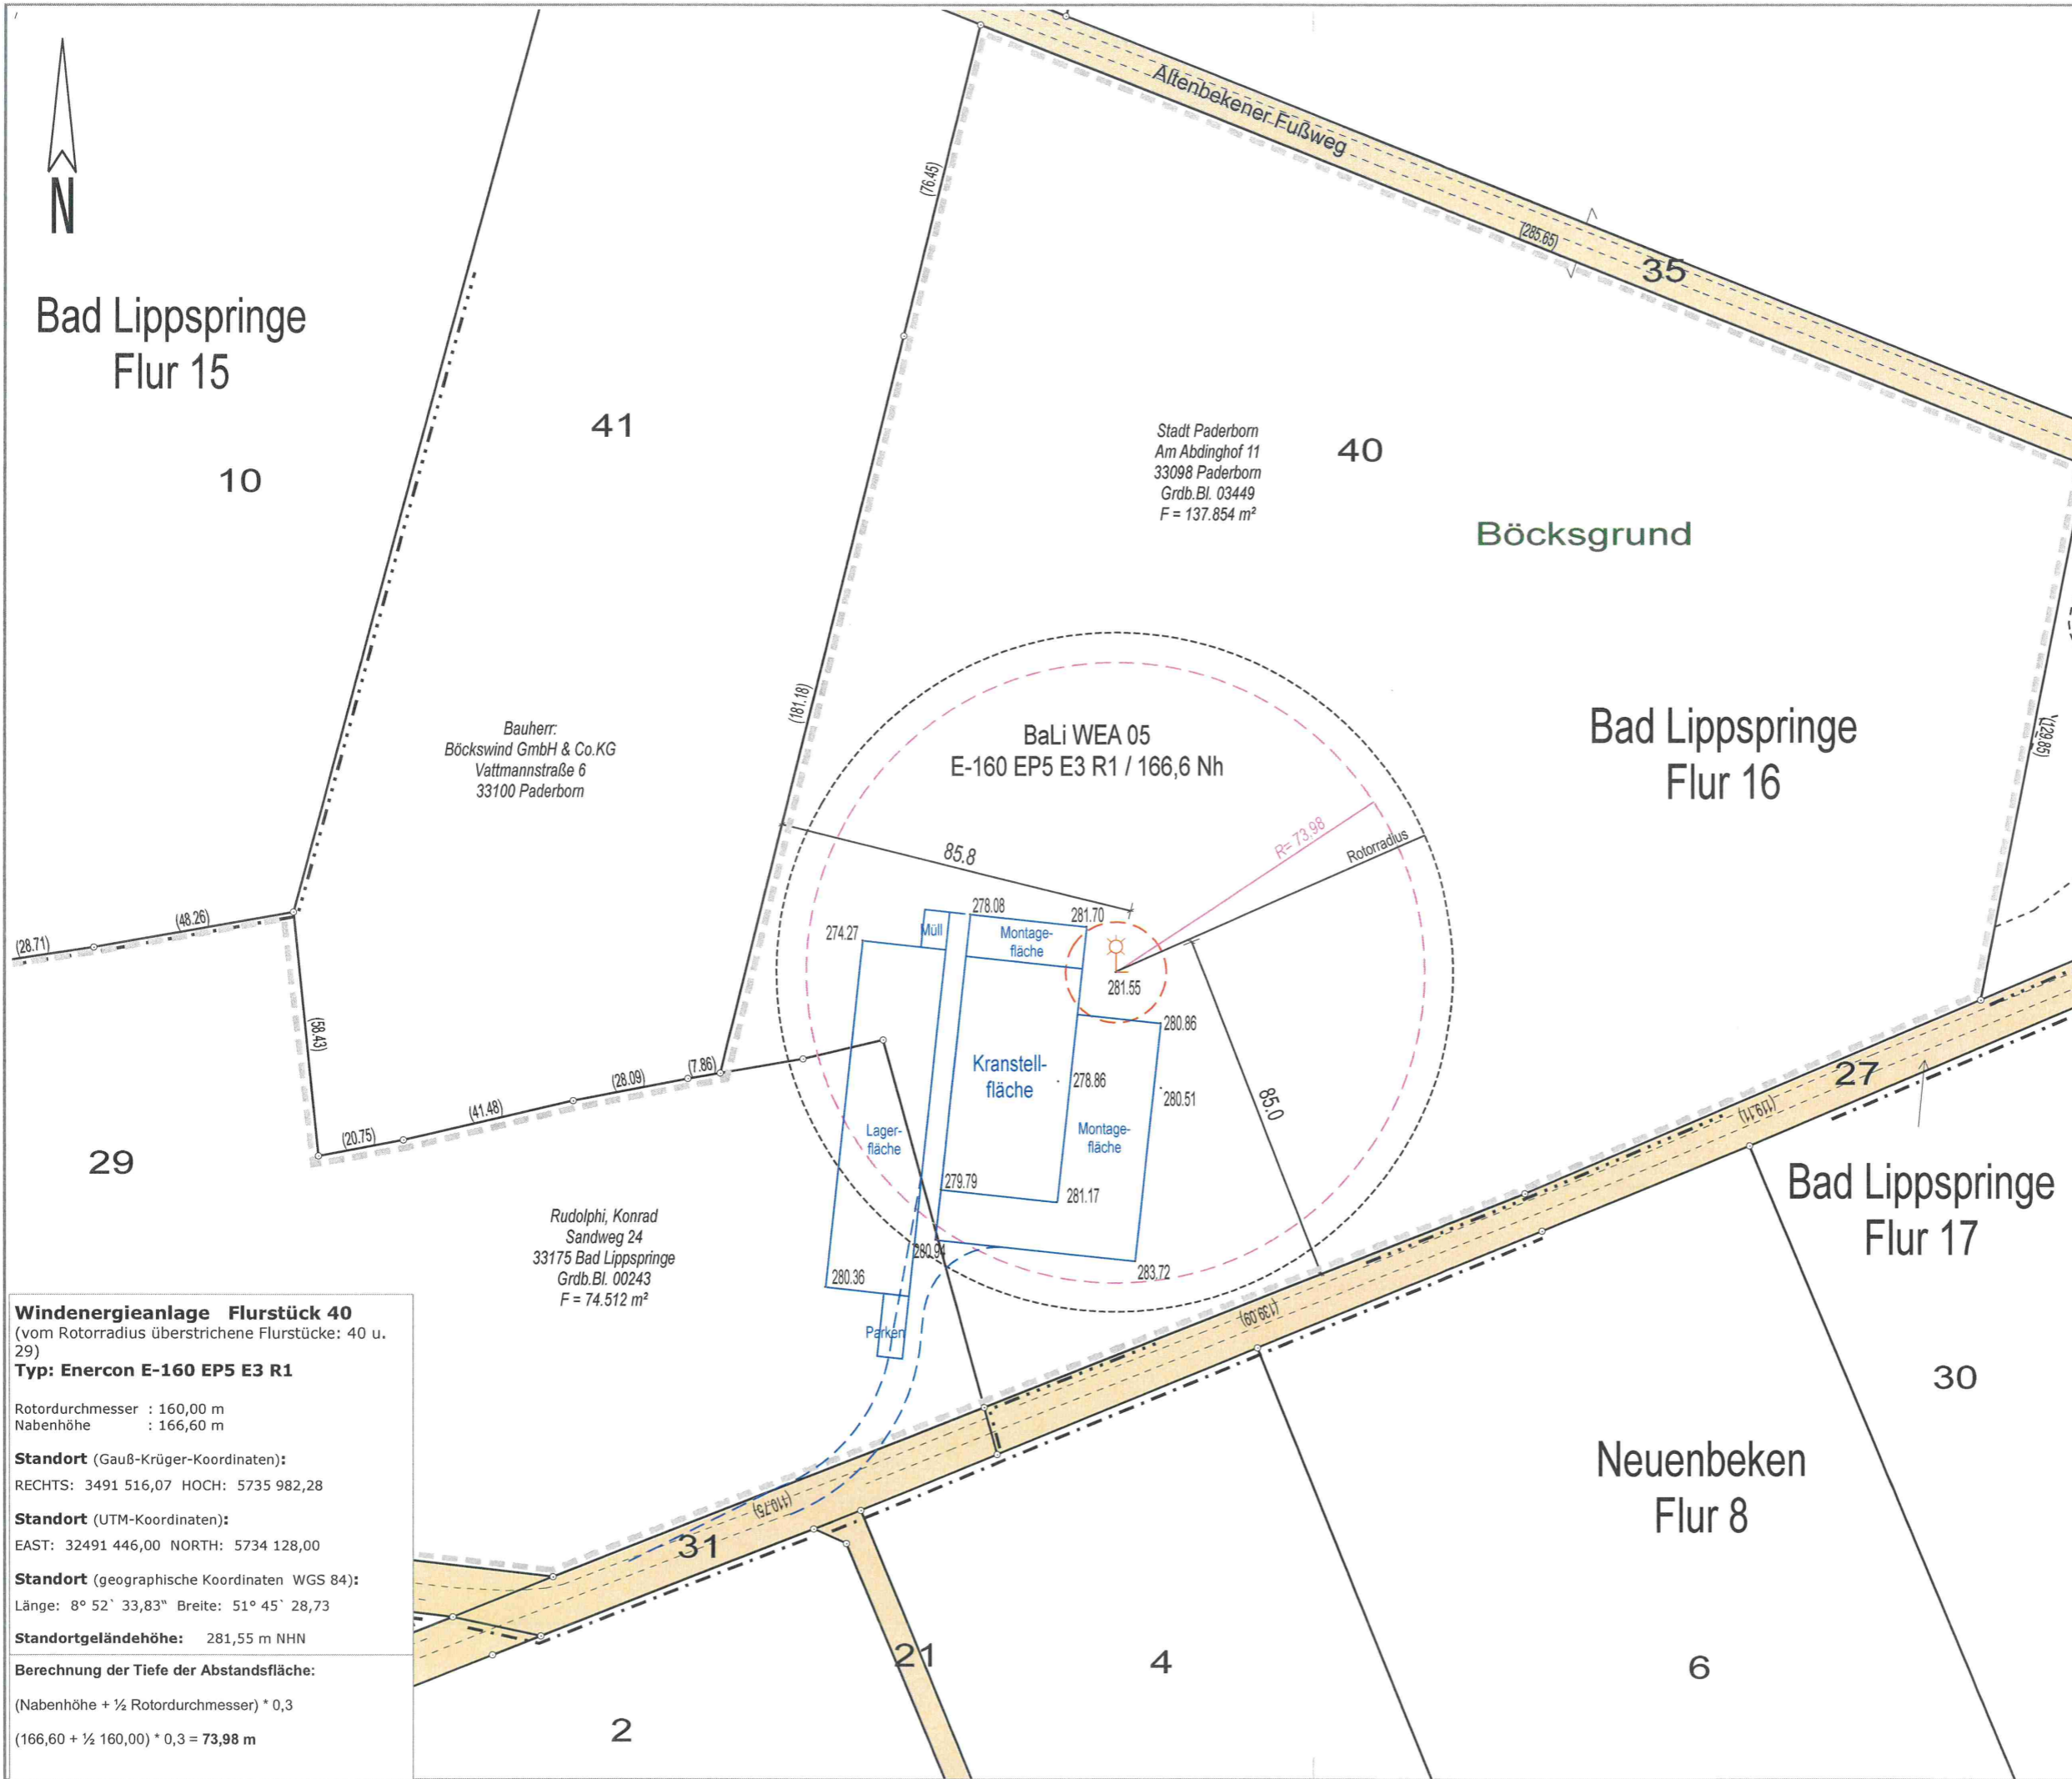 N
Altenbekener Fußweg
(76.45)
(285.65)
35
Bad Lippspringe
Flur 15
10
41
Stadt Paderborn
Am Abdinghof 11
33098 Paderborn
Grdb.Bl. 03449
F = 137.854 m²
40
Böcksgrund
(181.18)
Bauherr:
Böckswind GmbH & Co.KG
Vattmannstraße 6
33100 Paderborn
BaLi WEA 05
E-160 EP5 E3 R1 / 166,6 Nh
Bad Lippspringe
Flur 16
(129.85)
R= 73.98
Rotorradius
85.8
278.08
281.70
274.27
Müll
Montage-
fläche
281.55
(28.71)
(48.26)
(58.43)
280.86
Kranstell-
fläche
278.86
280.51
85.0
(7.86)
(28.09)
(41.48)
(20.75)
27
(119.11)
Lager-
fläche
Montage-
fläche
29
279.79
281.17
Bad Lippspringe
Flur 17
Rudolphi, Konrad
Sandweg 24
33175 Bad Lippspringe
Grdb.Bl. 00243
F = 74.512 m²
280.94
283.72
280.36
Parken
(139.09)
30
Neuenbeken
Flur 8
(110.75)
31
21
4
6
2
Windenergieanlage Flurstück 40
(vom Rotorradius überstrichene Flurstücke: 40 u.
29)
Typ: Enercon E-160 EP5 E3 R1
Rotordurchmesser : 160,00 m
Nabenhöhe : 166,60 m
Standort (Gauß-Krüger-Koordinaten):
RECHTS: 3491 516,07 HOCH: 5735 982,28
Standort (UTM-Koordinaten):
EAST: 32491 446,00 NORTH: 5734 128,00
Standort (geographische Koordinaten WGS 84):
Länge: 8° 52` 33,83" Breite: 51° 45` 28,73
Standortgeländehöhe: 281,55 m NHN
Berechnung der Tiefe der Abstandsfläche:
(Nabenhöhe + ½ Rotordurchmesser) * 0,3
(166,60 + ½ 160,00) * 0,3 = 73,98 m